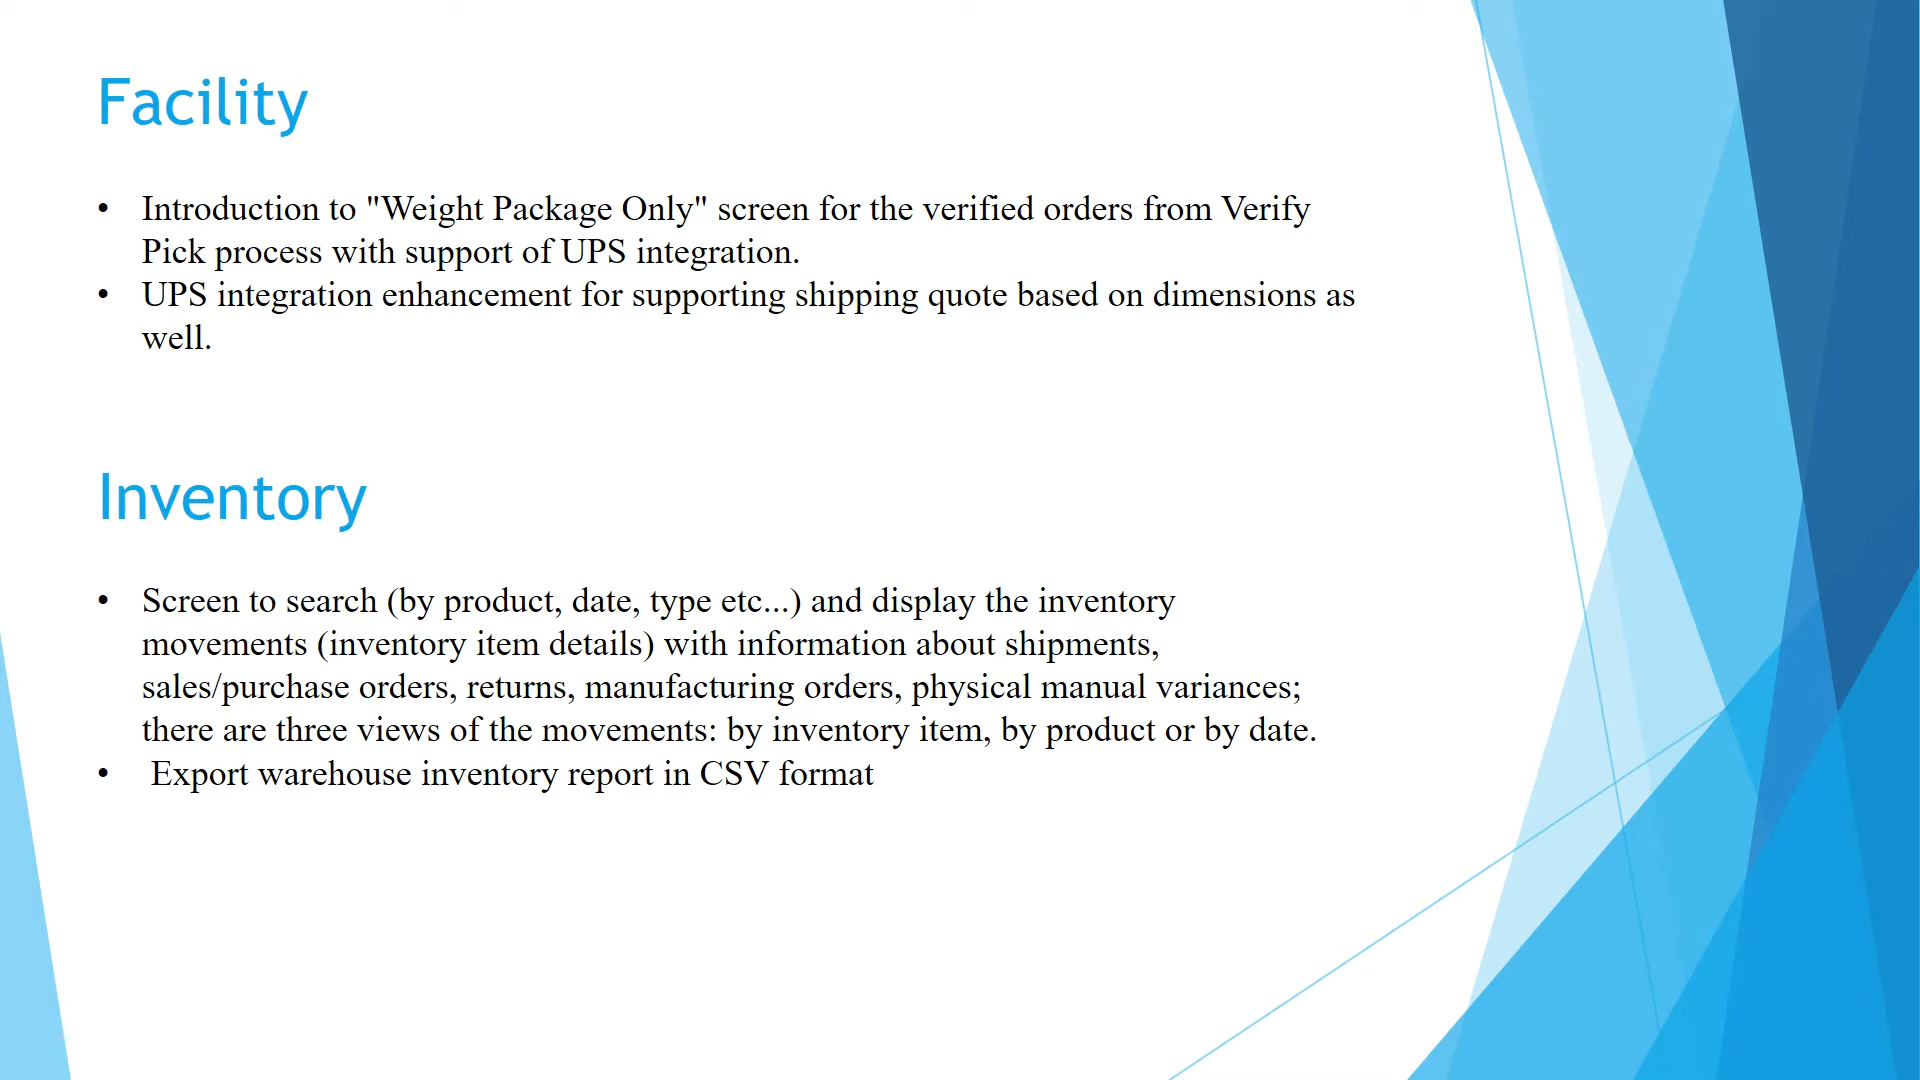 Facility
• Introduction to "Weight Package Only" screen for the verified orders from Verify
Pick process with support of UPS integration.
• UPS integration enhancement for supporting shipping quote based on dimensions as
well.
Inventory
• Screen to search (by product, date, type etc...) and display the inventory
movements (inventory item details) with information about shipments,
sales/purchase orders, returns, manufacturing orders, physical manual variances;
there are three views of the movements: by inventory item, by product or by date.
• Export warehouse inventory report in CSV format